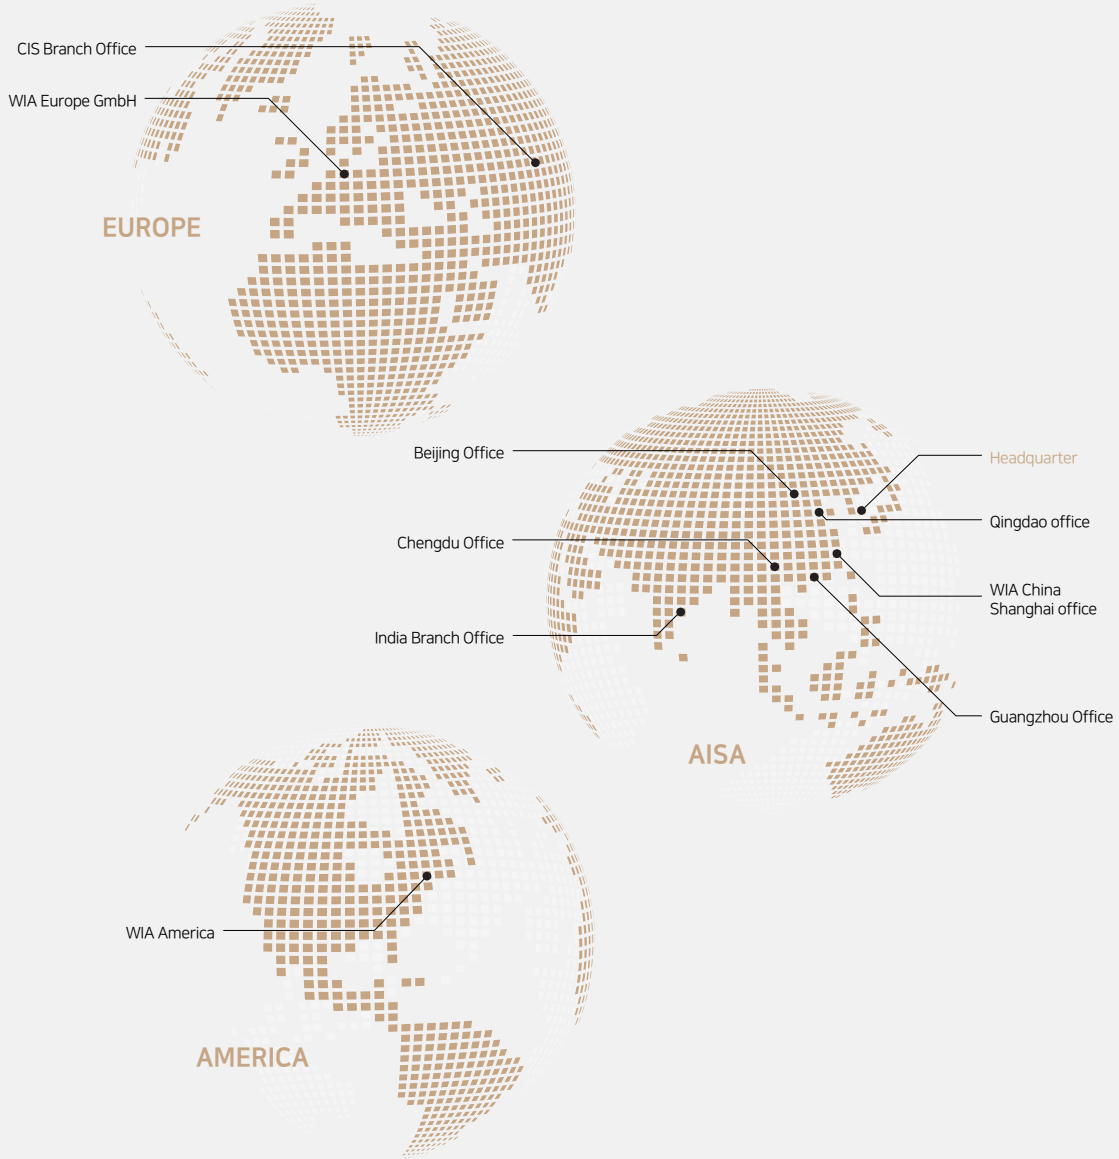 CIS Branch Office
WIA Europe GmbH
EUROPE
Beijing Office
Headquarter
Qingdao office
Chengdu Office
WIA China
Shanghai office
India Branch Office
Guangzhou Office
AISA
WIA America
AMERICA